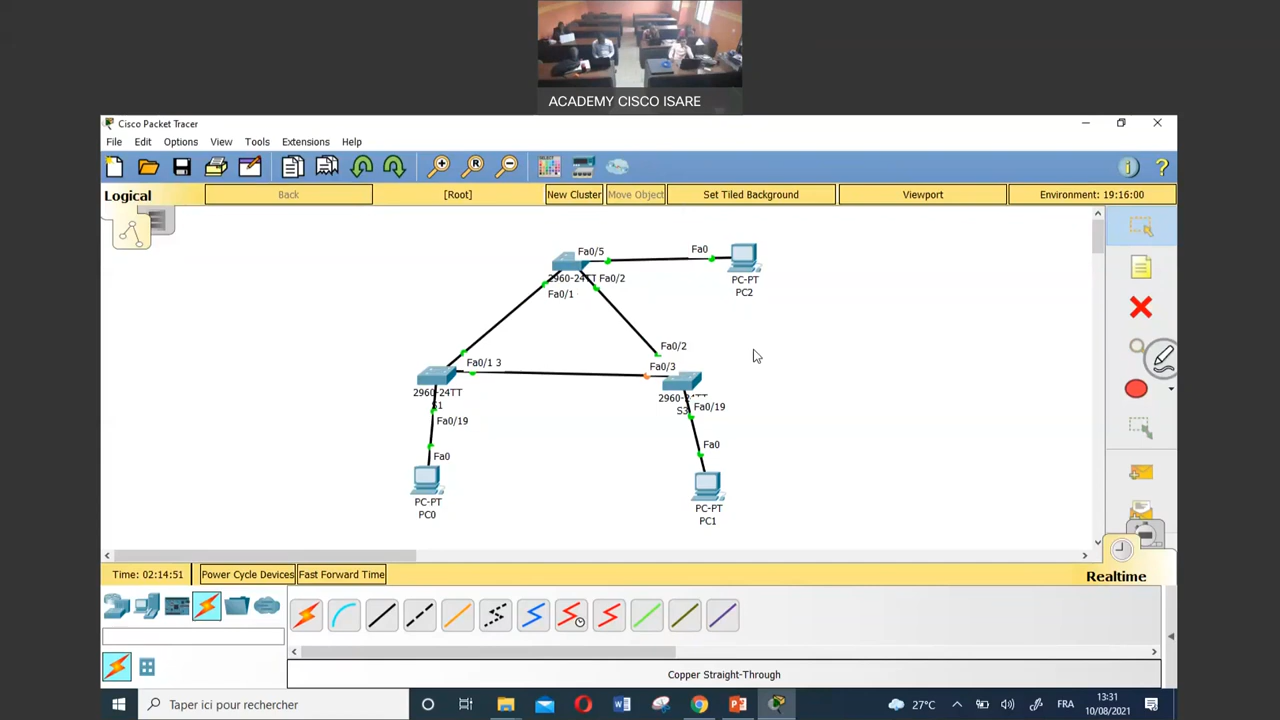 ACADEMY CISCO ISARE
Cisco Packet Tracer
File Edit Options View Tools Extensions Help
Logical
Back
[Root]
New Cluster
Move Object
Set Tiled Background
Viewport
Environment: 19:16:00
Fa0/5
Fa0
2960-24TT
Fa0/2
Fa0/1
PC-PT
PC2
Fa0/2
Fa0/1 3
Fa0/3
2960-24TT
S1
S3
Fa0/19
Fa0/19
Fa0
Fa0
PC-PT
PC0
PC-PT
PC1
Time: 02:14:51
Power Cycle Devices
Fast Forward Time
Realtime
Copper Straight-Through
Taper ici pour rechercher
27°C
FRA
13:31
10/08/2021